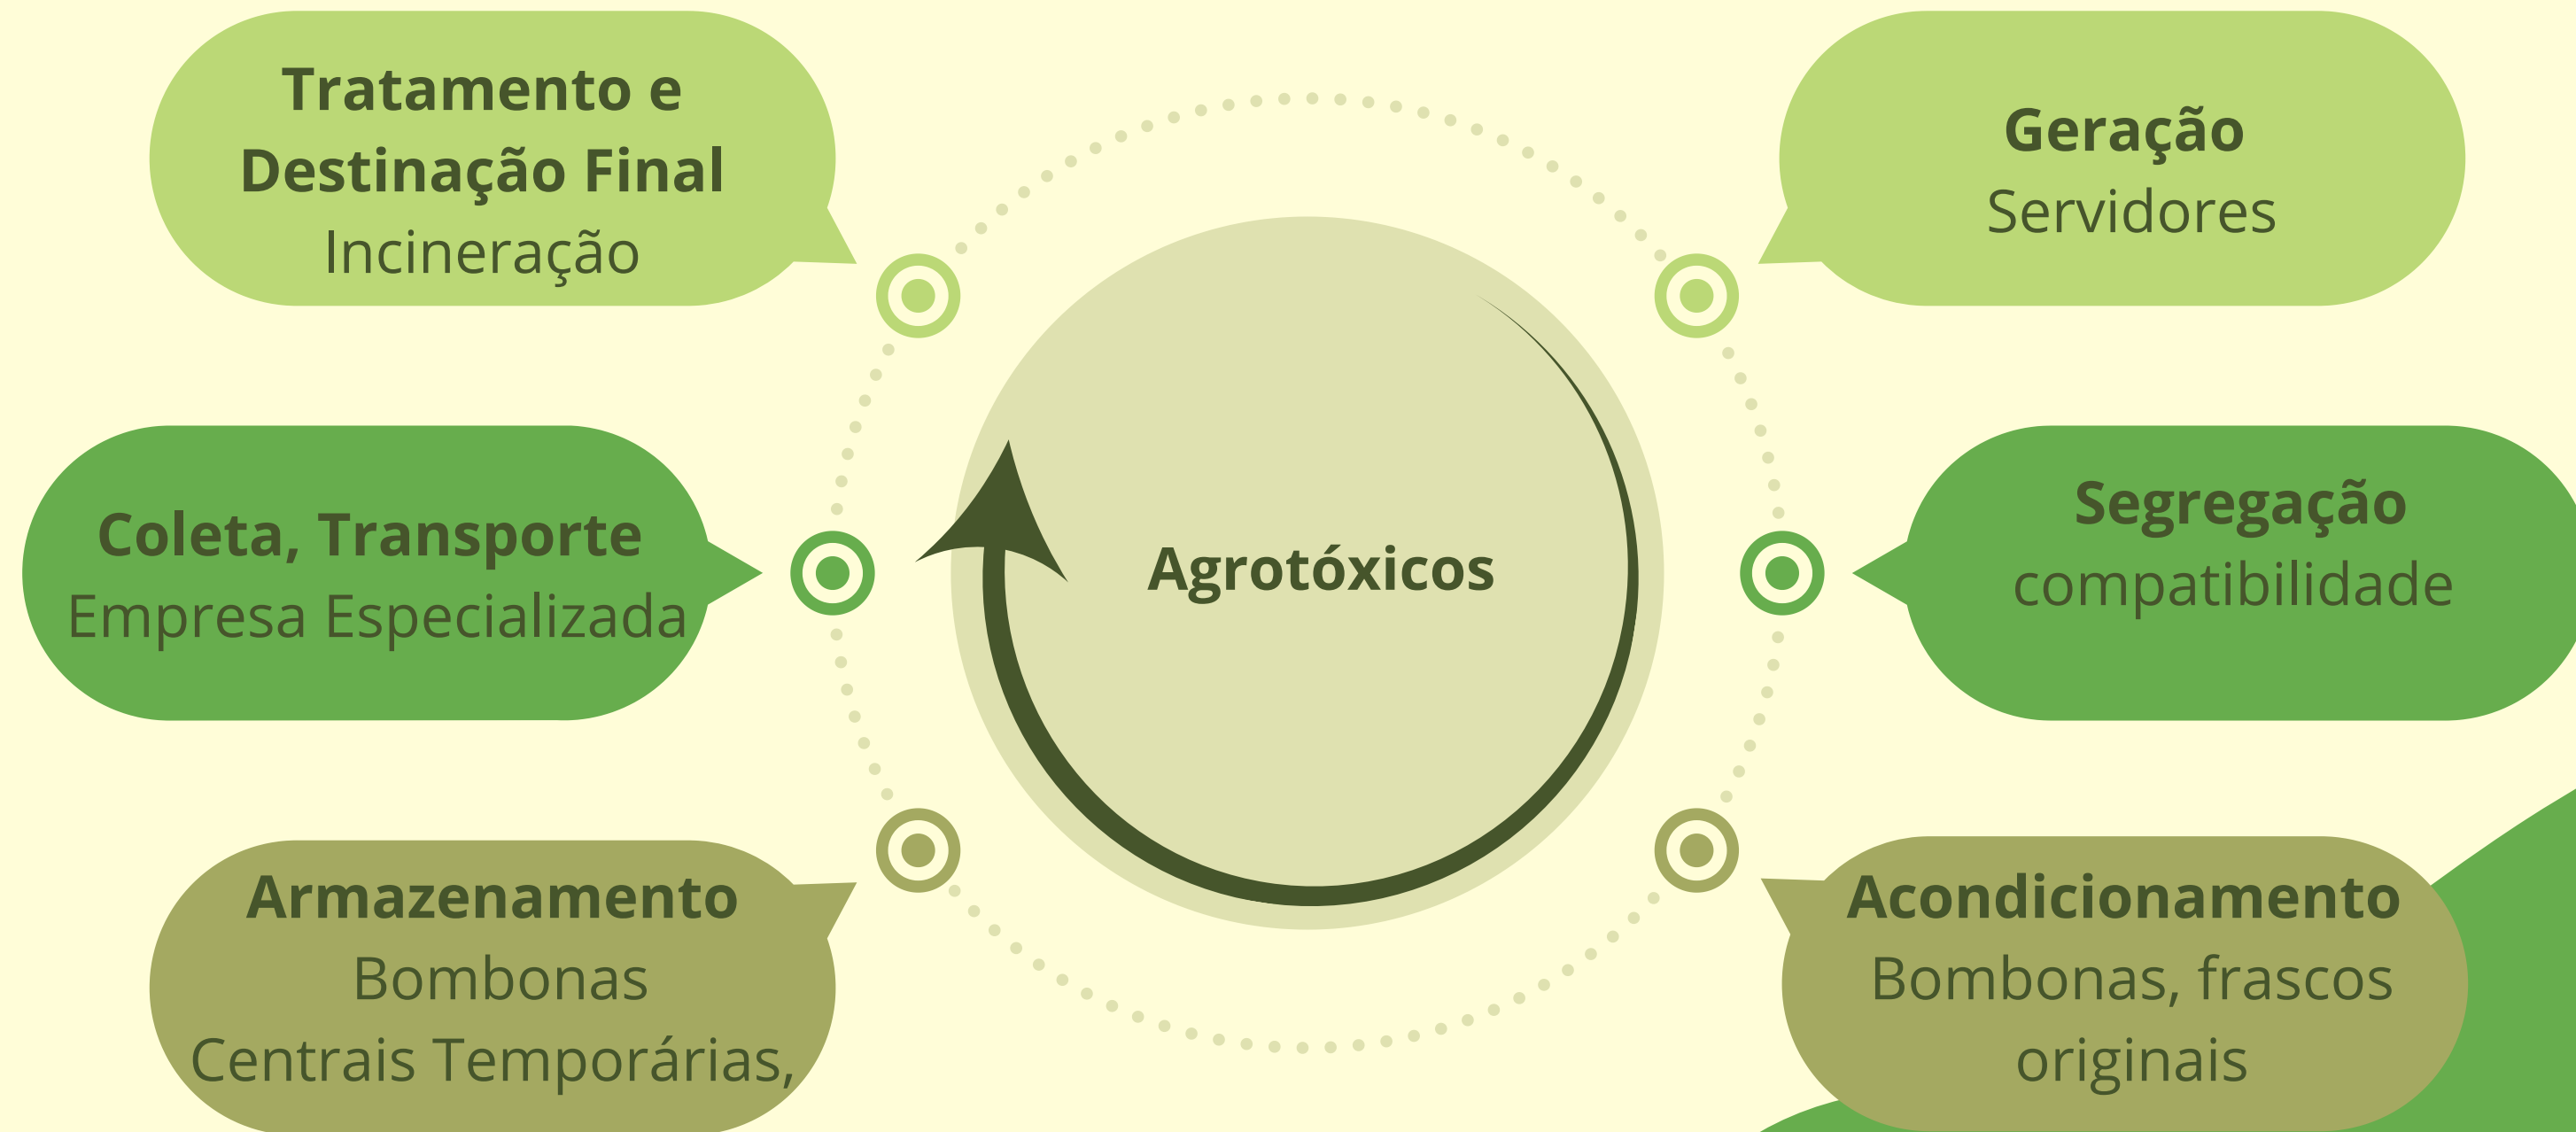 Tratamento e
Destinação Final
Incineração
Geração
Servidores
Coleta, Transporte
Empresa Especializada
Agrotóxicos
Segregação
compatibilidade
Armazenamento
Bombonas
Centrais Temporárias,
Acondicionamento
Bombonas, frascos
originais